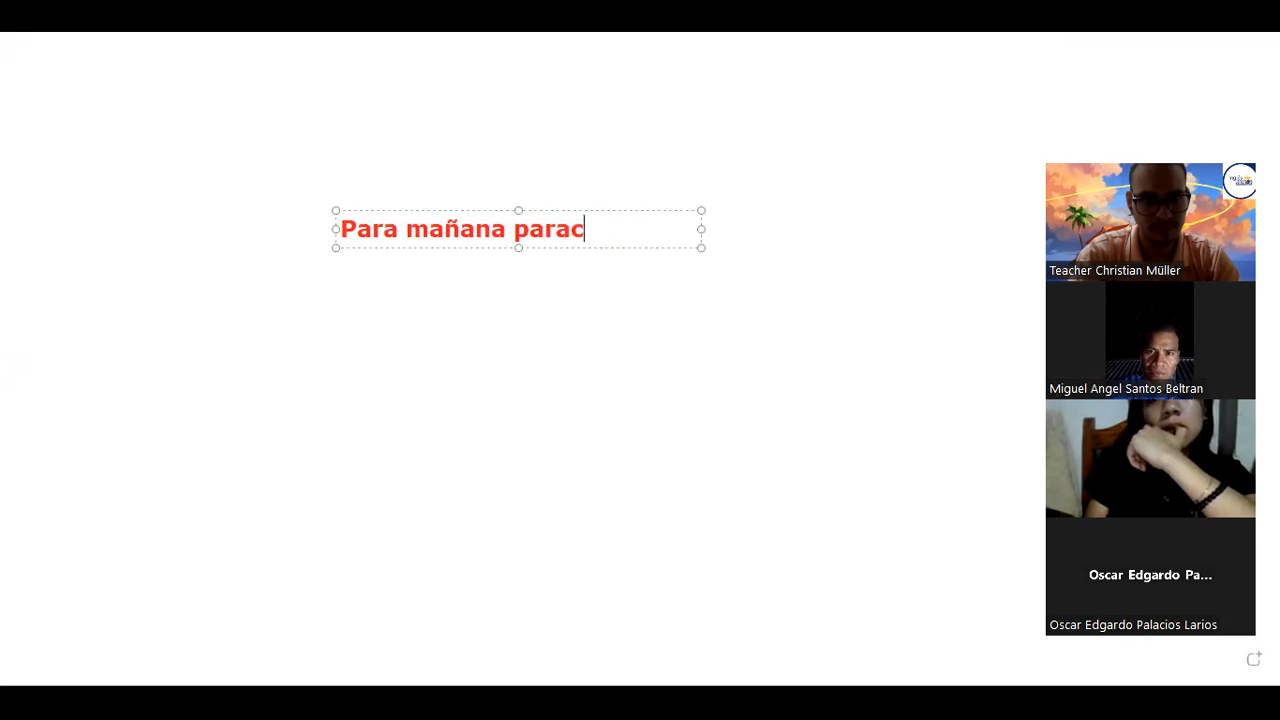 Para mañana parac
Teacher Christian Müller
Miguel Angel Santos Beltran
Oscar Edgardo Pa...
Oscar Edgardo Palacios Larios